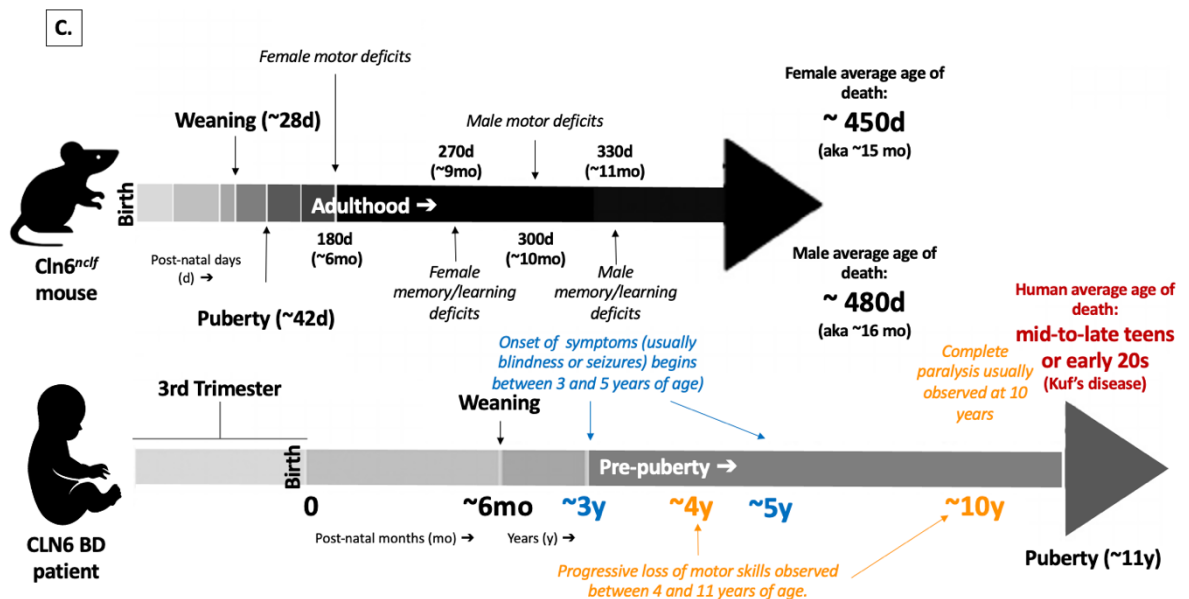 C.
Female motor deficits
Weaning (~28d)
Male motor deficits
270d
(~9mo)
330d
(~11mo)
Female average age of
death:
~ 450d
(aka ~15 mo)
Birth
Adulthood →
Cln6nclf
mouse
Post-natal days
(d) →
Puberty (~42d)
180d
(~6mo)
Female
memory/learning
deficits
300d
(~10mo)
Male
memory/learning
deficits
Male average age of
death:
~ 480d
(aka ~16 mo)
Human average age of
death:
mid-to-late teens
or early 20s
(Kuf's disease)
Onset of symptoms (usually
blindness or seizures) begins
between 3 and 5 years of age)
Complete
paralysis usually
observed at 10
years
3rd Trimester
Weaning
Birth
Pre-puberty →
0
~6mo
~3y
~4y
~5y
~10y
Post-natal months (mo) →
Years (y) →
CLN6 BD
patient
Progressive loss of motor skills observed
between 4 and 11 years of age.
Puberty (~11y)